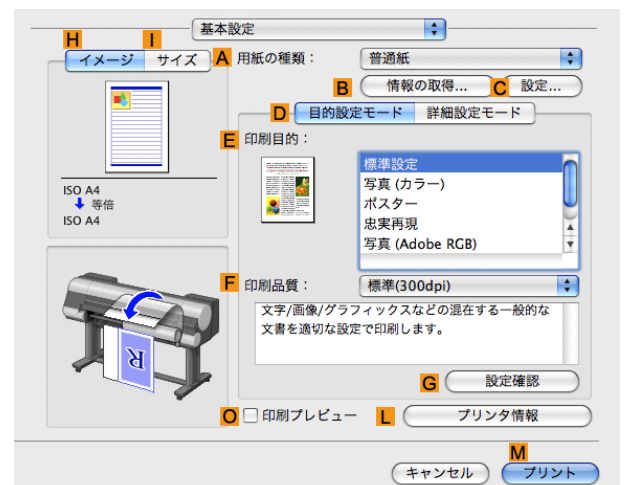 基本設定
H
I
イメージ
サイズ
A
用紙の種類：
普通紙
B
情報の取得...
C
設定...
D
目的設定モード
詳細設定モード
E
印刷目的：
標準設定
写真 (カラー)
ポスター
忠実再現
写真 (Adobe RGB)
ISO A4
等倍
ISO A4
F
印刷品質：
標準(300dpi)
文字/画像/グラフィックスなどの混在する一般的な
文書を適切な設定で印刷します。
R
G
設定確認
O
印刷プレビュー
L
プリンタ情報
M
キャンセル
プリント